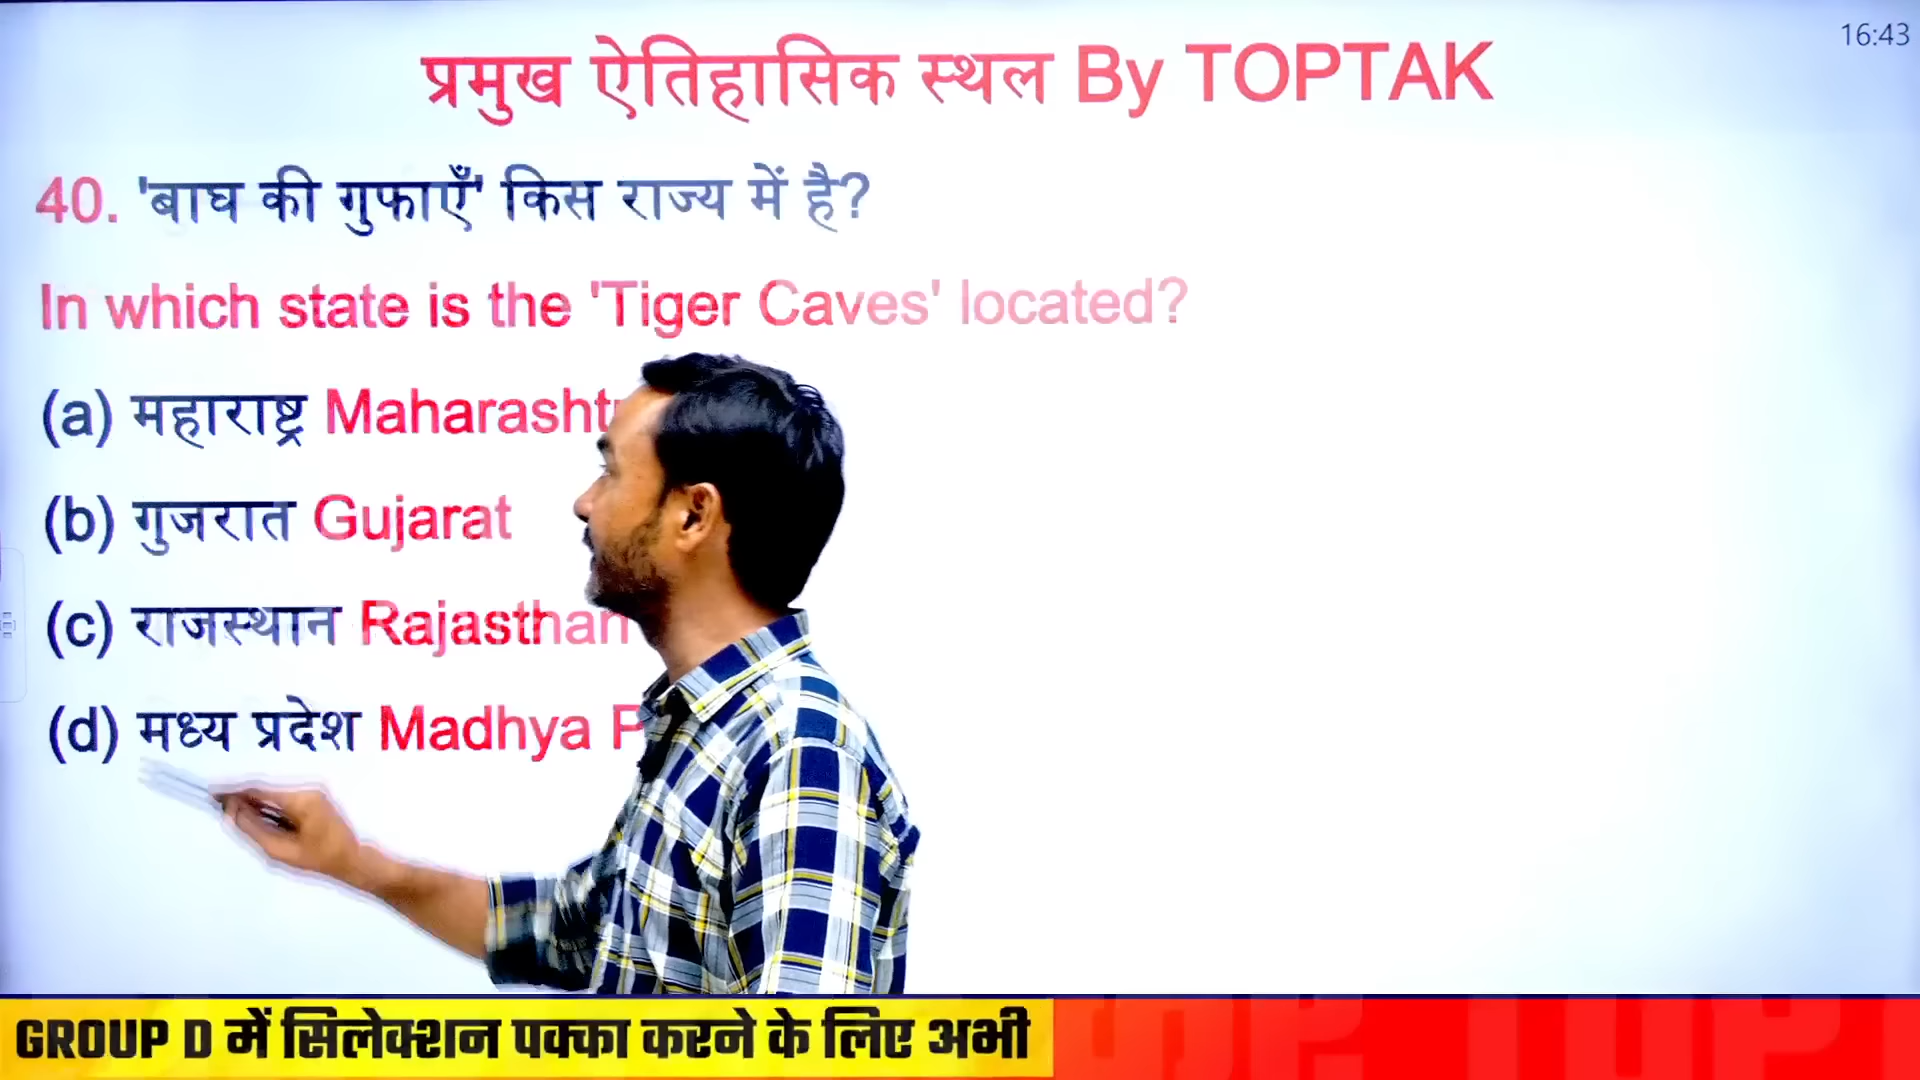 16:43
प्रमुख ऐतिहासिक स्थल By TOPTAK
40. 'बाघ की गुफाएँ' किस राज्य में है?
In which state is the 'Tiger Caves' located?
(a) महाराष्ट्र
(b) गुजरात Gujarat
(c) राजस्थान Rajasthan
(d) मध्य प्रदेश Madhya
GROUP D में सिलेक्शन पक्का करने के लिए अभी